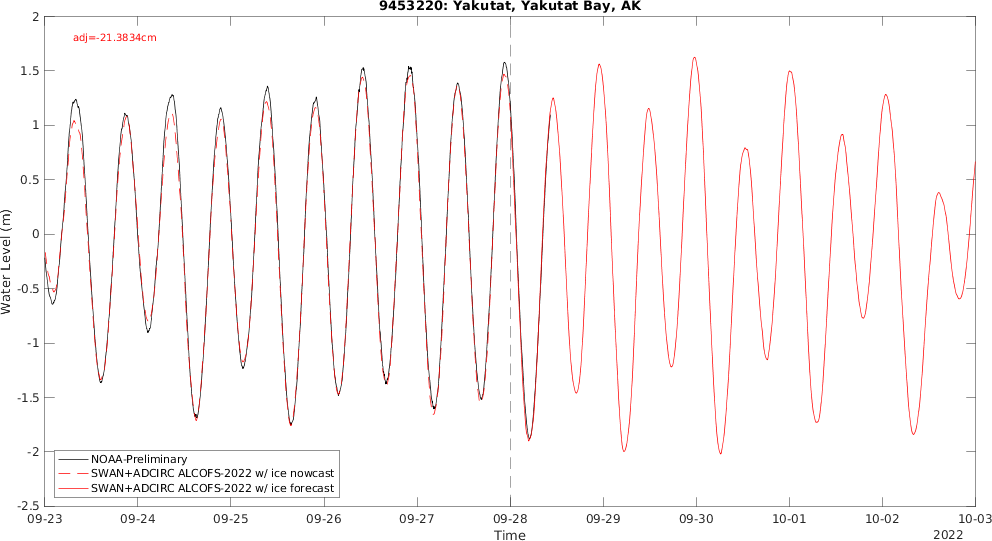 9453220: Yakutat, Yakutat Bay, AK
adj=-21.3834cm
2
1.5
1
0.5
0
-0.5
-1
-1.5
-2
-2.5
Water Level (m)
NOAA-Preliminary
SWAN+ADCIRC ALCOFS-2022 w/ ice nowcast
SWAN+ADCIRC ALCOFS-2022 w/ ice forecast
09-23 09-24 09-25 09-26 09-27 09-28 09-29 09-30 10-01 10-02 10-03
Time
2022